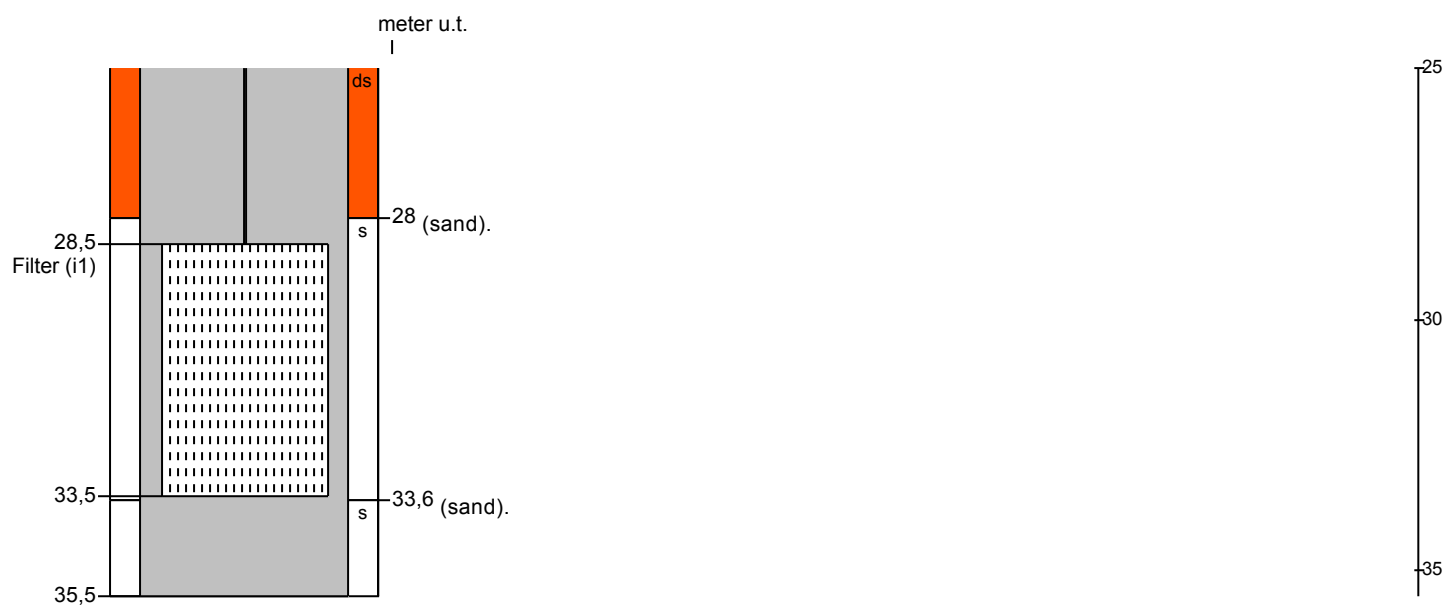 meter u.t.
ds
25
28 (sand).
s
28,5
Filter (i1)
30
33,5
33,6 (sand).
s
35
35,5